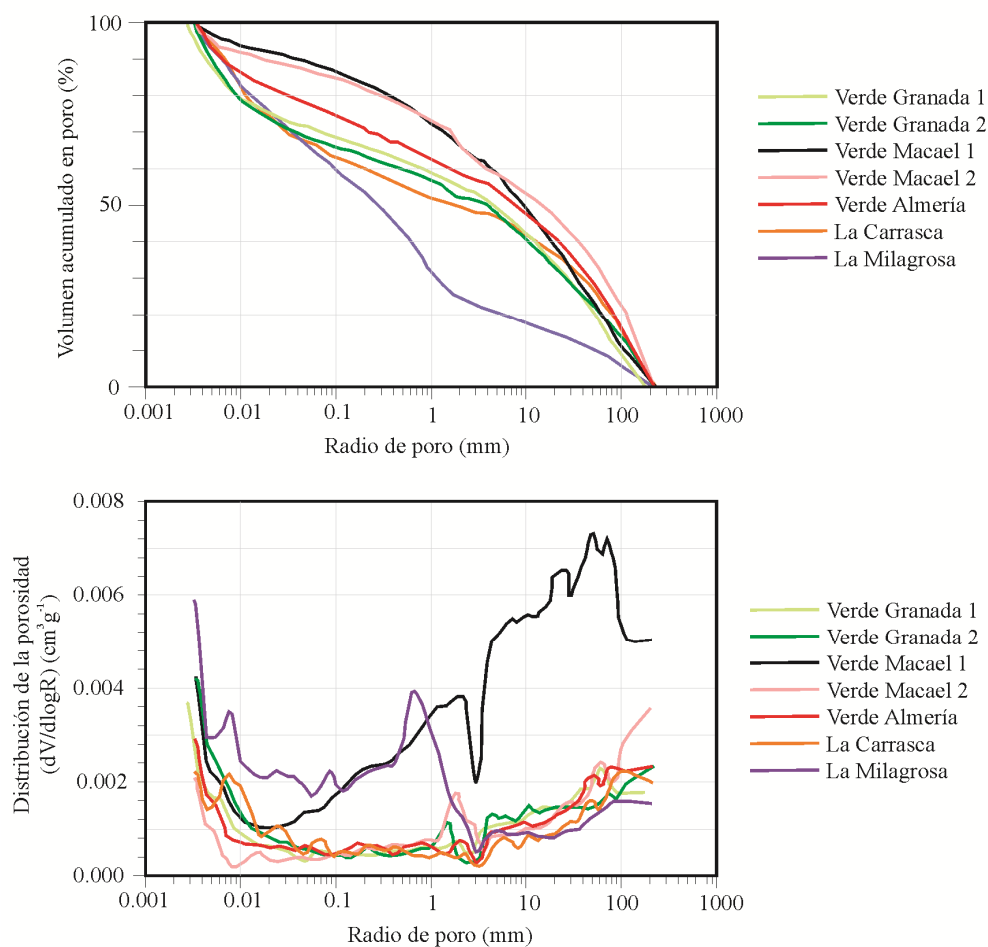 Volumen acumulado en poro (%)
100
50
0
0.001 0.01 0.1 1 10 100 1000
Radio de poro (mm)
Verde Granada 1
Verde Granada 2
Verde Macael 1
Verde Macael 2
Verde Almería
La Carrasca
La Milagrosa
Distribución de la porosidad
(dV/dlogR) (cm³g⁻¹)
0.008
0.006
0.004
0.002
0.000
0.001 0.01 0.1 1 10 100 1000
Radio de poro (mm)
Verde Granada 1
Verde Granada 2
Verde Macael 1
Verde Macael 2
Verde Almería
La Carrasca
La Milagrosa